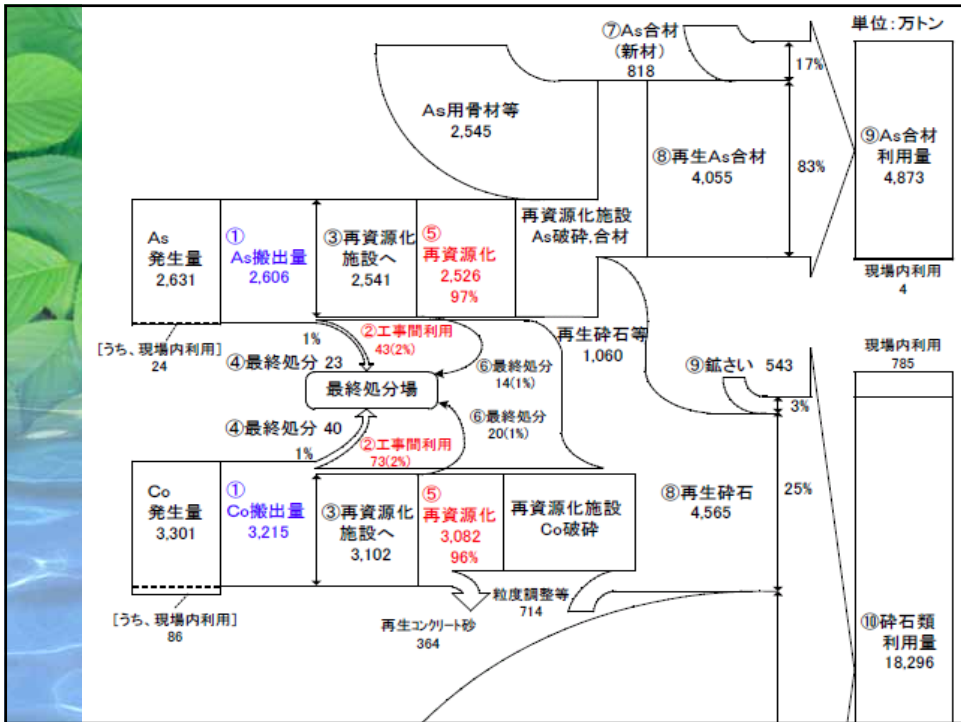 単位:万トン
⑦As合材
(新材)
818
17%
As用骨材等
2,545
⑧再生As合材
4,055
83%
⑨As合材
利用量
4,873
As
発生量
2,631
①
As搬出量
2,606
③再資源化
施設へ
2,541
⑤
再資源化
2,526
97%
再資源化施設
As破砕,合材
現場内利用
4
[うち、現場内利用]
24
1%
②工事間利用
43(2%)
④最終処分 23
再生砕石等
1,060
⑥最終処分
14(1%)
⑨鉱さい 543
現場内利用
785
3%
最終処分場
④最終処分 40
⑥最終処分
20(1%)
1%
②工事間利用
73(2%)
Co
発生量
3,301
①
Co搬出量
3,215
③再資源化
施設へ
3,102
⑤
再資源化
3,082
96%
再資源化施設
Co破砕
⑧再生砕石
4,565
25%
[うち、現場内利用]
86
再生コンクリート砂
364
粒度調整等
714
⑩砕石類
利用量
18,296